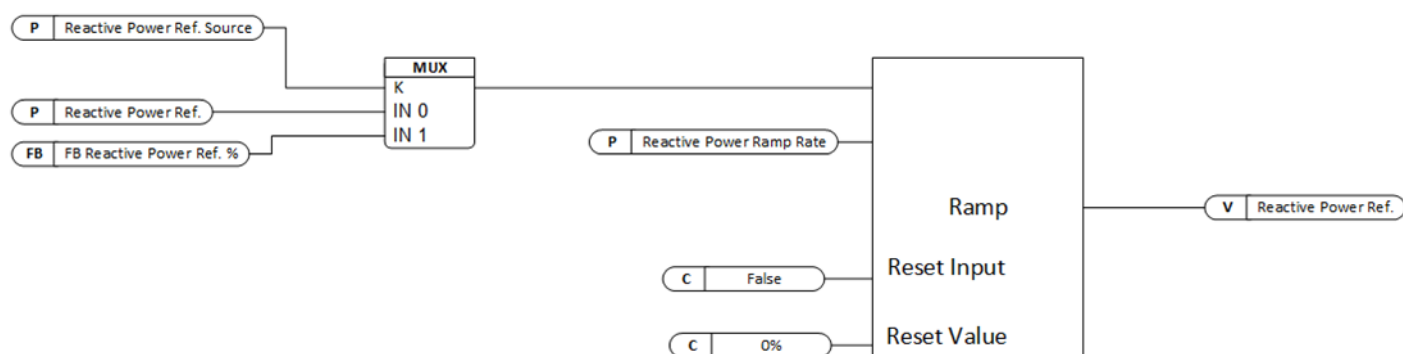 P Reactive Power Ref. Source
MUX
K
P Reactive Power Ref.
IN 0
FB FB Reactive Power Ref. %
IN 1
P Reactive Power Ramp Rate
Ramp
V Reactive Power Ref.
C False
Reset Input
C 0%
Reset Value